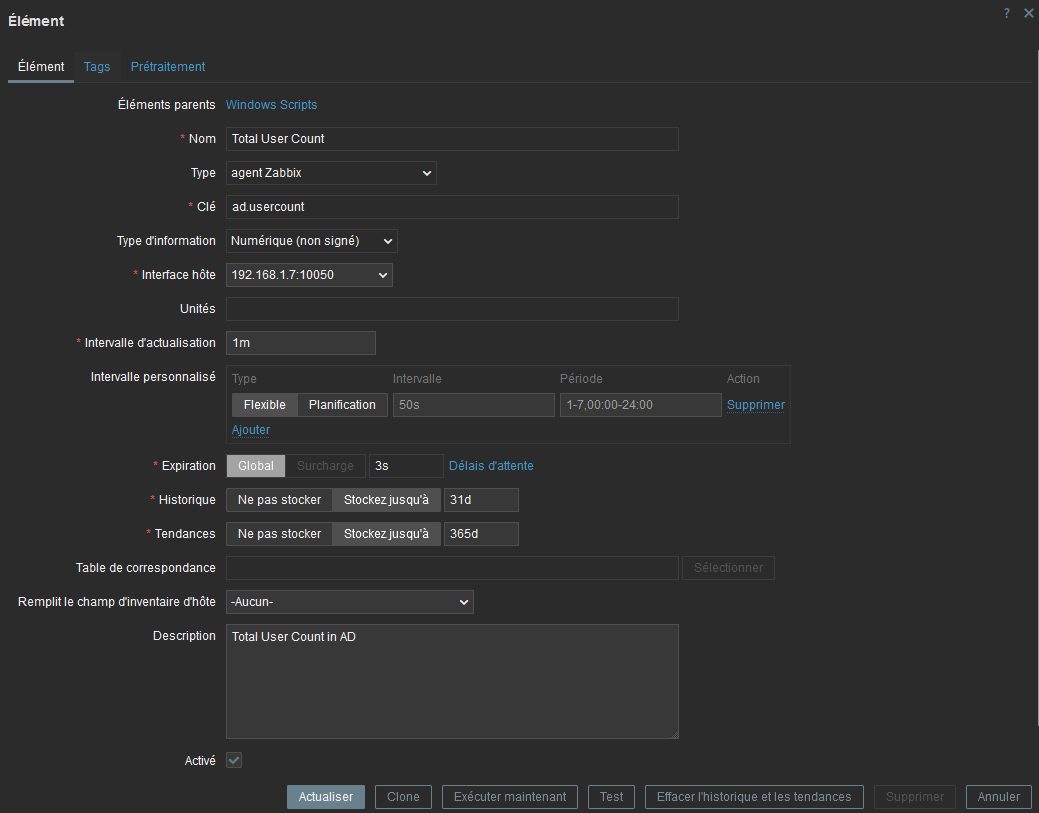 Élément
?
Élément Tags Prétraitement
Éléments parents Windows Scripts
* Nom Total User Count
Type agent Zabbix
* Clé ad.usercount
Type d'information Numérique (non signé)
* Interface hôte 192.168.1.7:10050
Unités
* Intervalle d'actualisation 1m
Intervalle personnalisé Type Intervalle Période Action
Flexible Planification 50s 1-7,00:00-24:00 Supprimer
Ajouter
* Expiration Global Surcharge 3s Délais d'attente
* Historique Ne pas stocker Stockez jusqu'à 31d
* Tendances Ne pas stocker Stockez jusqu'à 365d
Table de correspondance Sélectionner
Remplit le champ d'inventaire d'hôte -Aucun-
Description Total User Count in AD
Activé
Actualiser Clone Exécuter maintenant Test Effacer l'historique et les tendances Supprimer Annuler